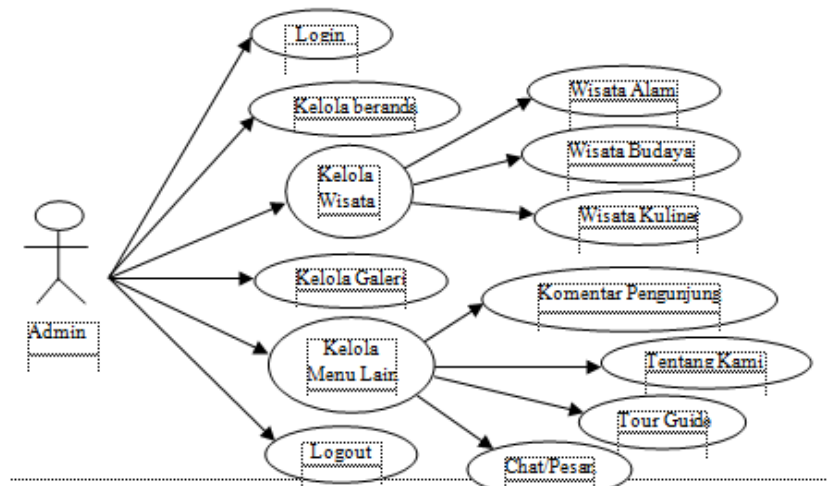 Login
Kelola beranda
Kelola
Wisata
Wisata Alam
Wisata Budaya
Wisata Kuliner
Kelola Galeri
Admin
Kelola
Menu Lain
Komentar Pengunjung
Tentang Kami
Tour Guide
Chat/Pesan
Logout